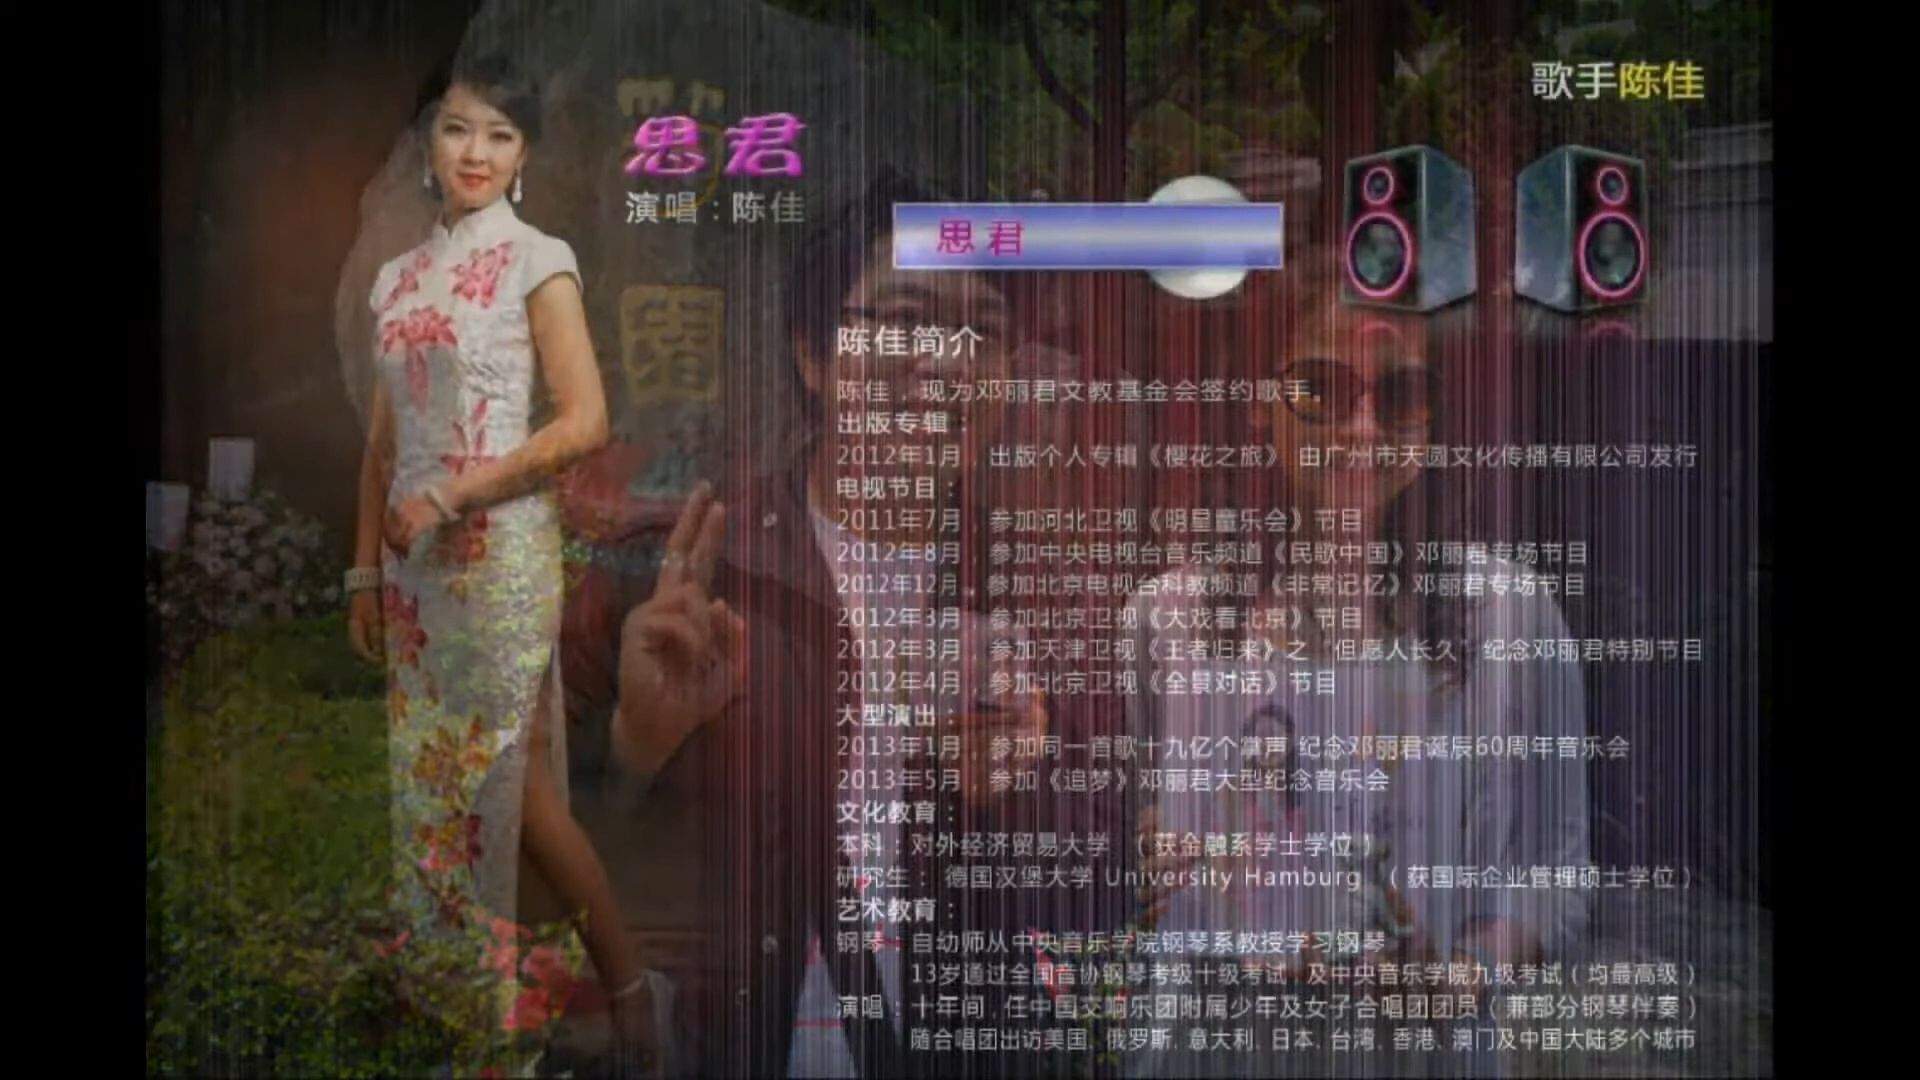 歌手陈佳
思君
演唱：陈佳
思君
陈佳简介
陈佳，现为邓丽君文教基金会签约歌手。
出版专辑：
2012年1月，出版个人专辑《樱花之旅》 由广州市天圆文化传播有限公司发行
电视节目：
2011年7月，参加河北卫视《明星童乐会》节目
2012年8月，参加中央电视台音乐频道《民歌中国》邓丽君专场节目
2012年12月，参加北京电视台科教频道《非常记忆》邓丽君专场节目
2012年3月，参加北京卫视《大戏看北京》节目
2012年3月，参加天津卫视《王者归来》之“但愿人长久”纪念邓丽君特别节目
2012年4月，参加北京卫视《全景对话》节目
大型演出：
2013年1月，参加同一首歌十九亿个掌声 纪念邓丽君诞辰60周年音乐会
2013年5月，参加《追梦》邓丽君大型纪念音乐会
文化教育：
本科：对外经济贸易大学 （获金融系学士学位）
研究生： 德国汉堡大学 University Hamburg （获国际企业管理硕士学位）
艺术教育：
钢琴：自幼师从中央音乐学院钢琴系教授学习钢琴
13岁通过全国音协钢琴考级十级考试 及中央音乐学院九级考试（均最高级）
演唱：十年间，任中国交响乐团附属少年及女子合唱团团员（兼部分钢琴伴奏）
随合唱团出访美国、俄罗斯、意大利、日本、台湾、香港、澳门及中国大陆多个城市